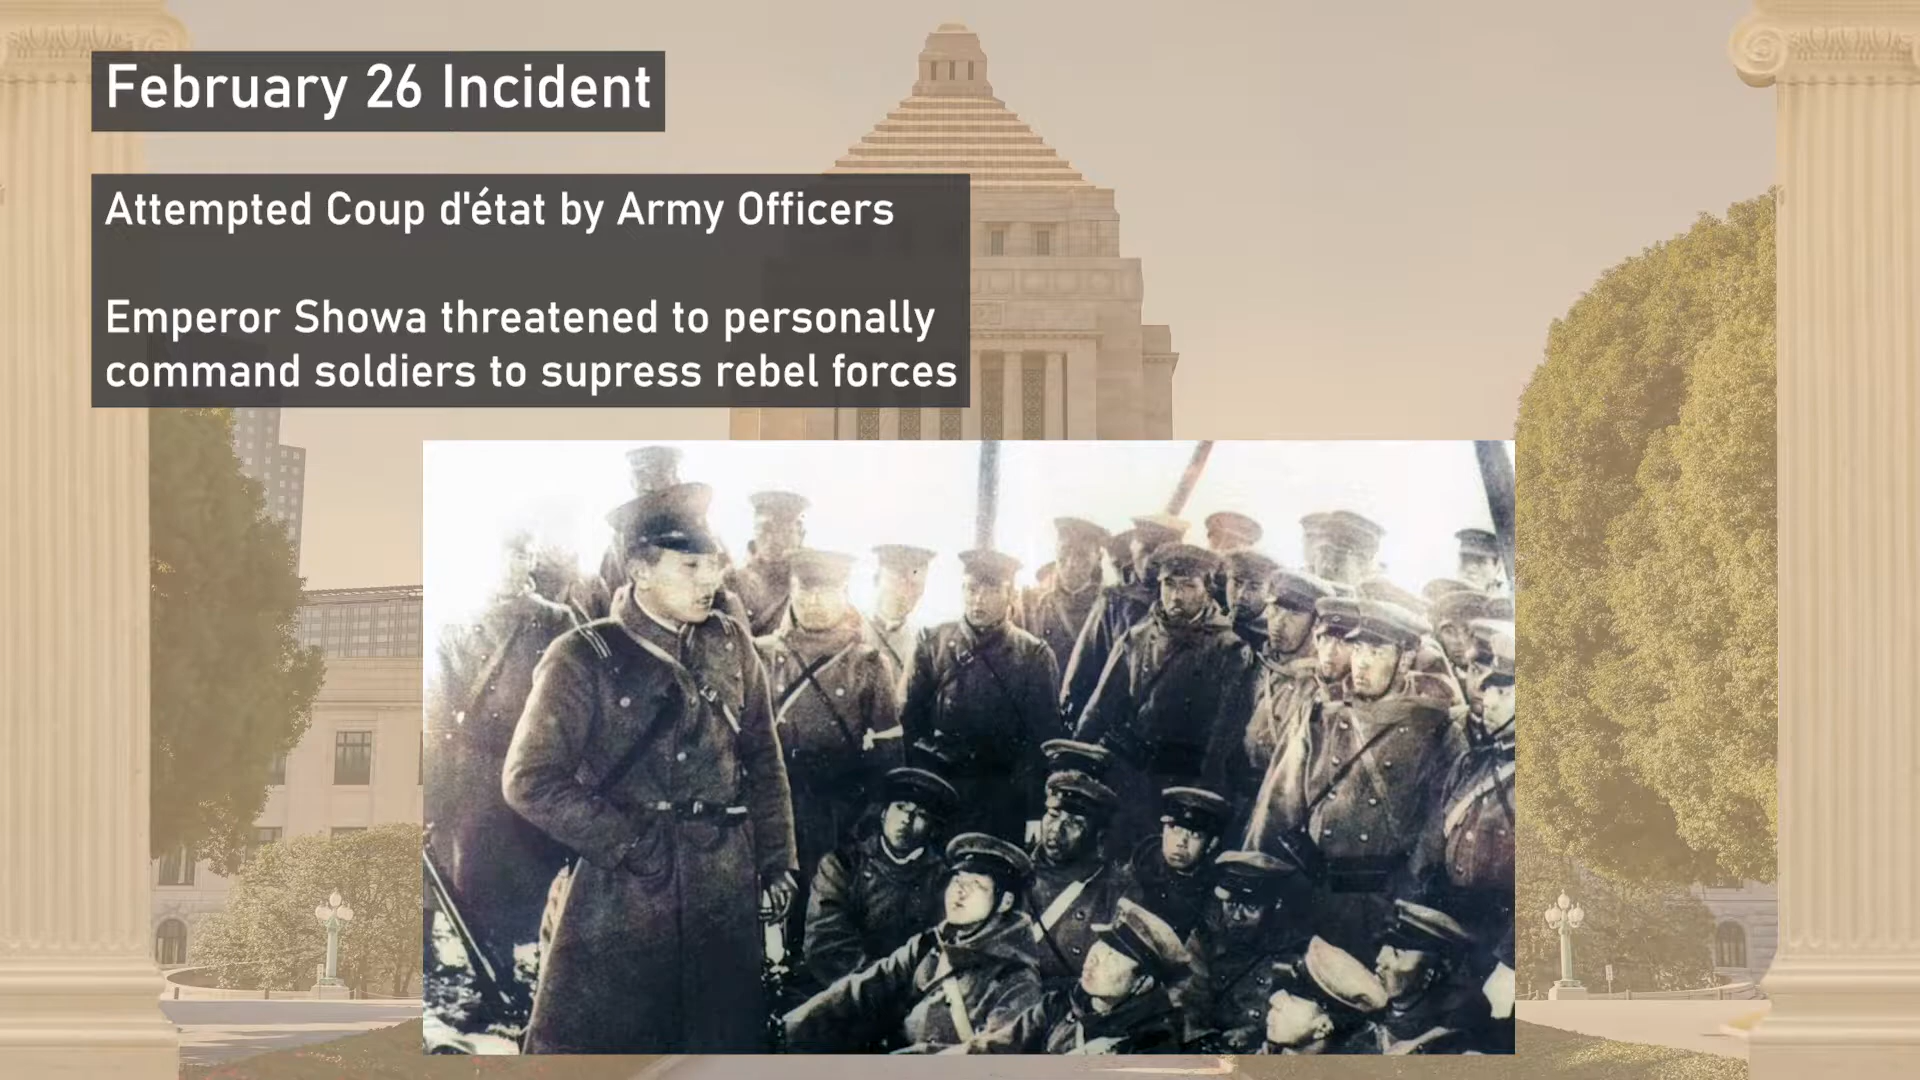 February 26 Incident
Attempted Coup d'état by Army Officers
Emperor Showa threatened to personally
command soldiers to supress rebel forces